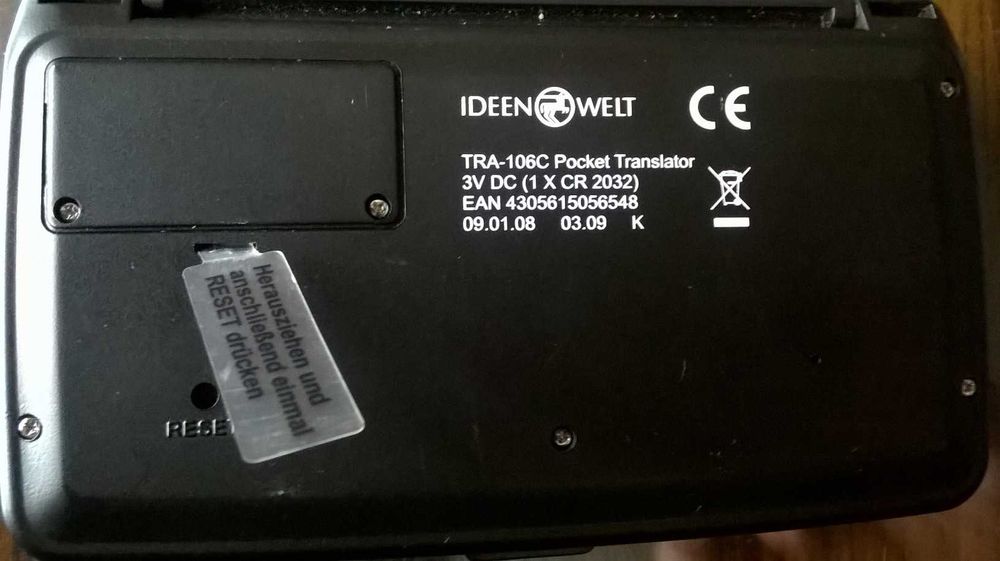 IDEEN WELT
CE
TRA-106C Pocket Translator
3V DC (1 X CR 2032)
EAN 4305615056548
09.01.08 03.09 K
Herausziehen und
anschließend einmal
RESET drücken
RESET